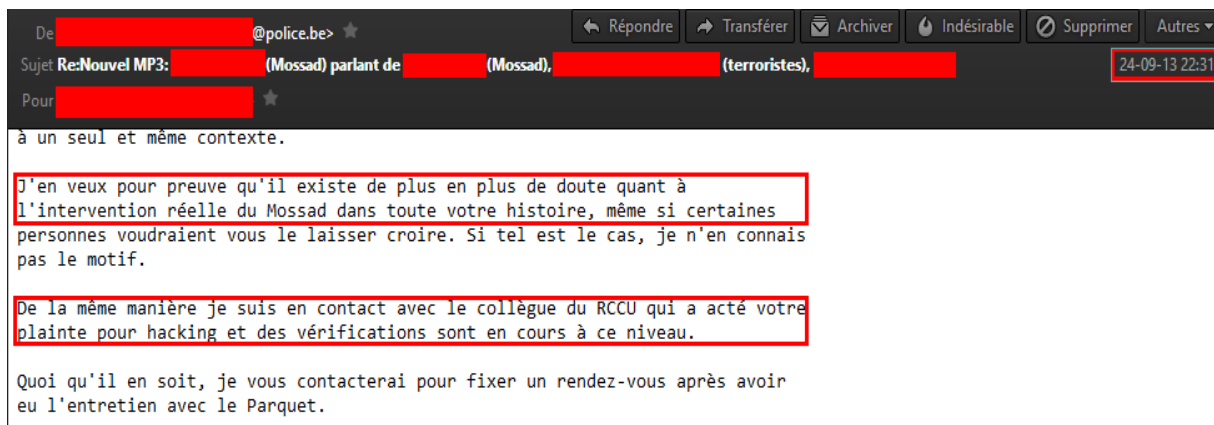 De @police.be> Répondre Transférer Archiver Indésirable Supprimer Autres
Sujet Re:Nouvel MP3: (Mossad) parlant de (Mossad), (terroristes), 24-09-13 22:31
Pour
à un seul et même contexte.
J'en veux pour preuve qu'il existe de plus en plus de doute quant à
l'intervention réelle du Mossad dans toute votre histoire, même si certaines
personnes voudraient vous le laisser croire. Si tel est le cas, je n'en connais
pas le motif.
De la même manière je suis en contact avec le collègue du RCCU qui a acté votre
plainte pour hacking et des vérifications sont en cours à ce niveau.
Quoi qu'il en soit, je vous contacterai pour fixer un rendez-vous après avoir
eu l'entretien avec le Parquet.